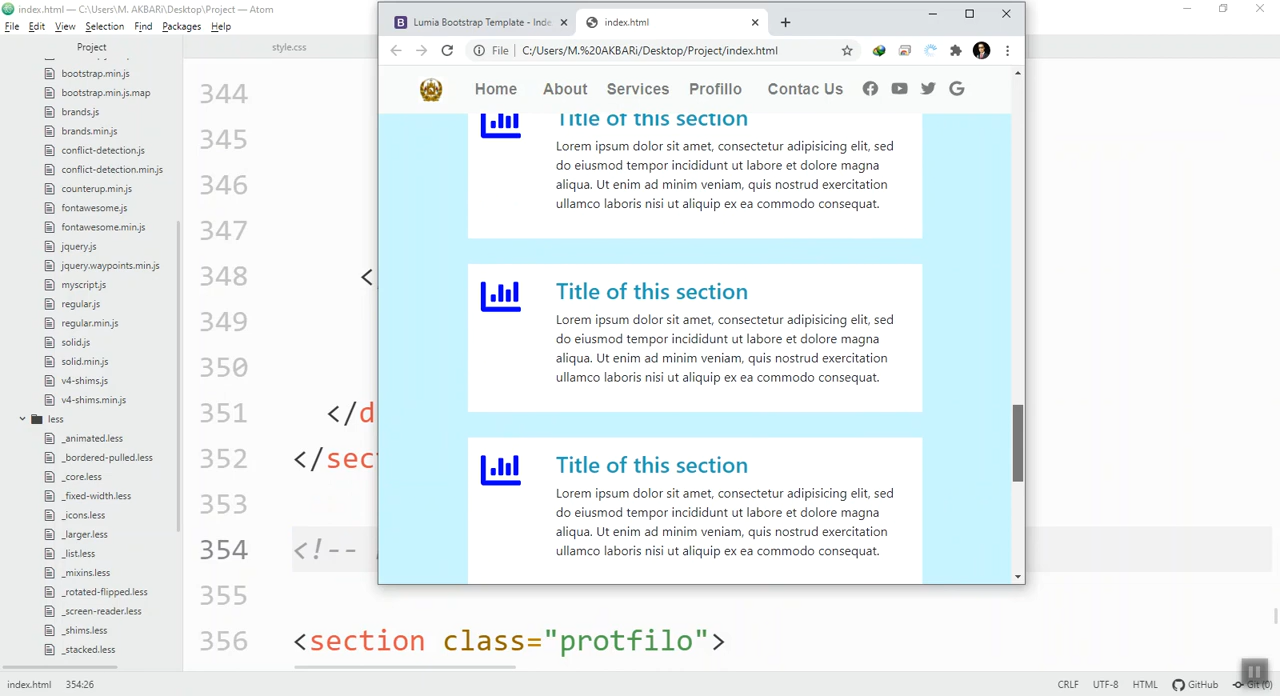 index.html — C:\Users\M. AKBARi\Desktop\Project — Atom
File Edit View Selection Find Packages Help
Project
style.css
bootstrap.min.js
bootstrap.min.js.map
brands.js
brands.min.js
conflict-detection.js
conflict-detection.min.js
counterup.min.js
fontawesome.js
fontawesome.min.js
jquery.js
jquery.waypoints.min.js
myscript.js
regular.js
regular.min.js
solid.js
solid.min.js
v4-shims.js
v4-shims.min.js
less
_animated.less
_bordered-pulled.less
_core.less
_fixed-width.less
_icons.less
_larger.less
_list.less
_mixins.less
_rotated-flipped.less
_screen-reader.less
_shims.less
_stacked.less
344
345
346
347
348 <
349
350
351 </d
352 </sec
353
354 <!--
355
356 <section class="protfilo">
Lumia Bootstrap Template - Inde
index.html
File C:/Users/M.%20AKBARi/Desktop/Project/index.html
Home About Services Profillo Contac Us
Title of this section
Lorem ipsum dolor sit amet, consectetur adipisicing elit, sed
do eiusmod tempor incididunt ut labore et dolore magna
aliqua. Ut enim ad minim veniam, quis nostrud exercitation
ullamco laboris nisi ut aliquip ex ea commodo consequat.
Title of this section
Lorem ipsum dolor sit amet, consectetur adipisicing elit, sed
do eiusmod tempor incididunt ut labore et dolore magna
aliqua. Ut enim ad minim veniam, quis nostrud exercitation
ullamco laboris nisi ut aliquip ex ea commodo consequat.
Title of this section
Lorem ipsum dolor sit amet, consectetur adipisicing elit, sed
do eiusmod tempor incididunt ut labore et dolore magna
aliqua. Ut enim ad minim veniam, quis nostrud exercitation
ullamco laboris nisi ut aliquip ex ea commodo consequat.
index.html 354:26
CRLF UTF-8 HTML GitHub Git (0)